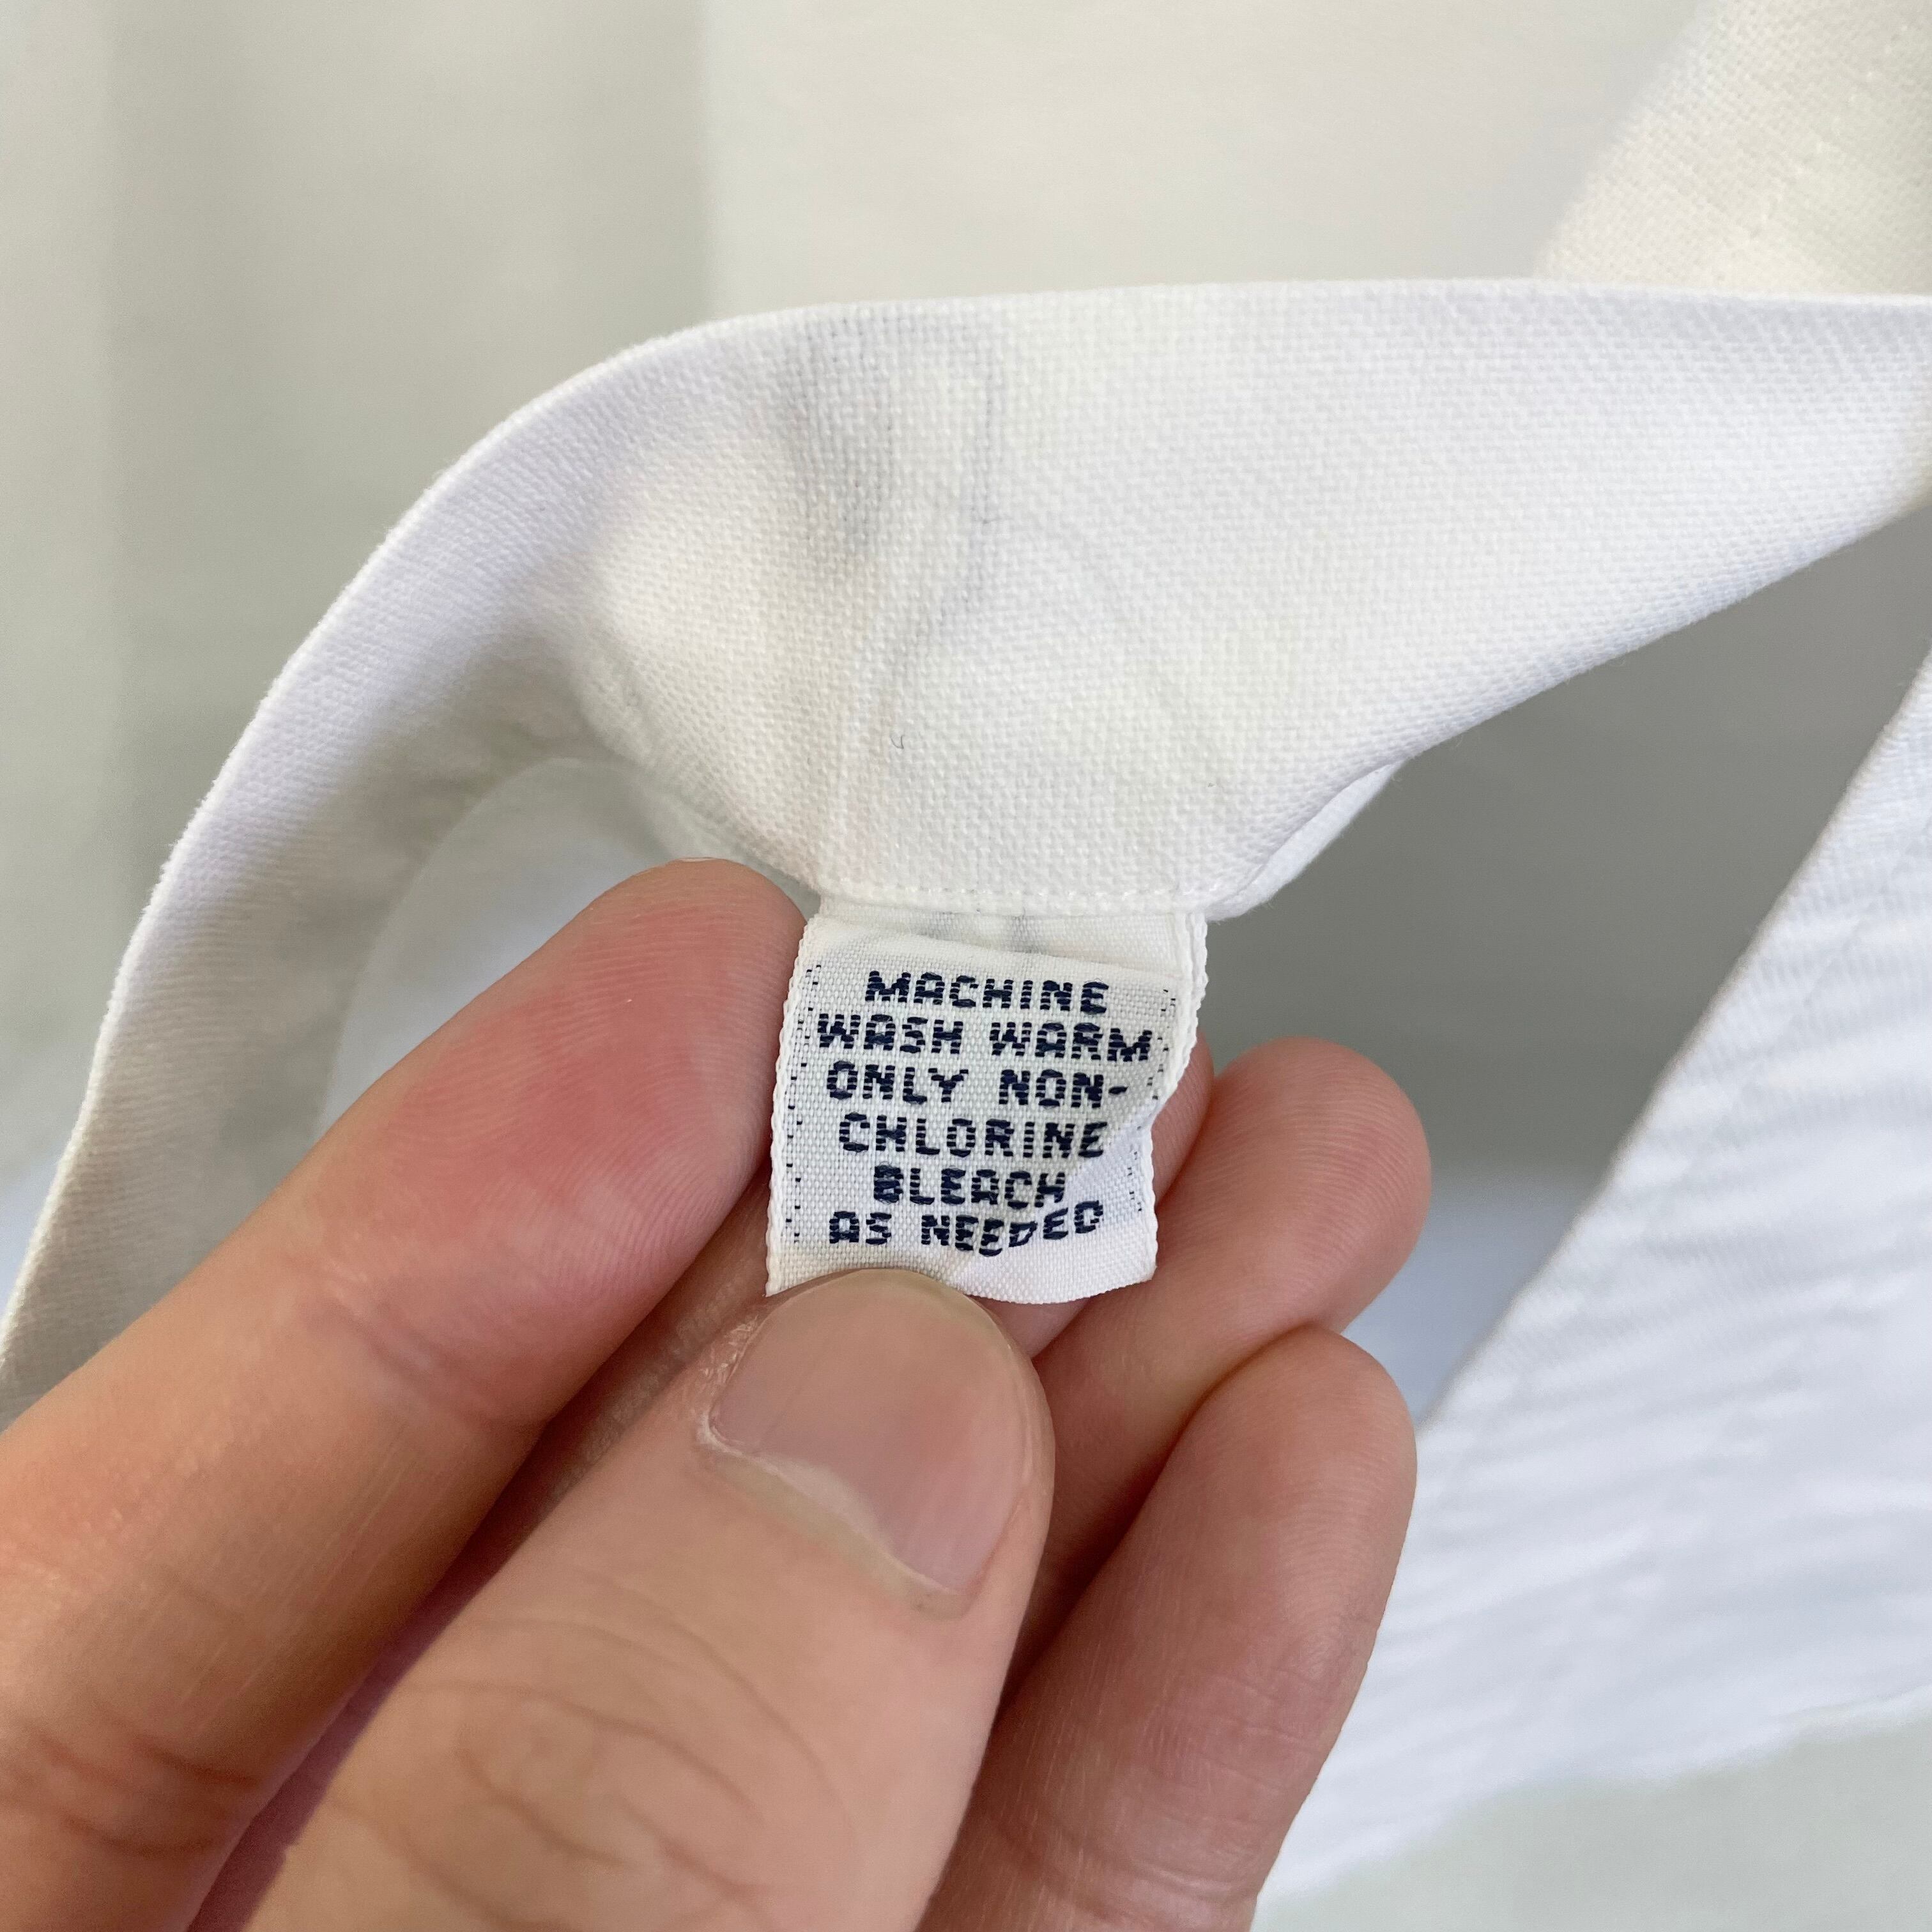 MACHINE
WASH WARM
ONLY NON-
CHLORINE
BLEACH
AS NEEDED